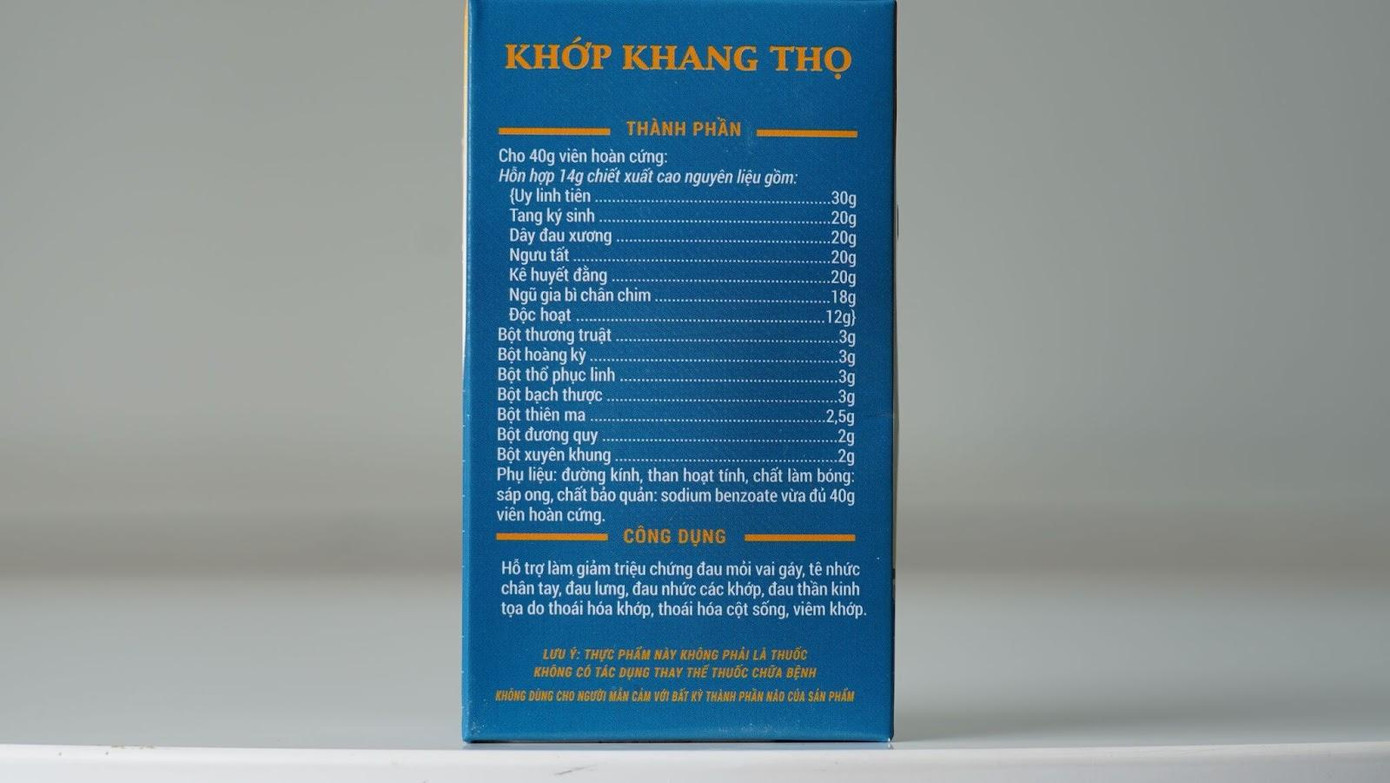 KHỚP KHANG THỌ
THÀNH PHẦN
Cho 40g viên hoàn cứng:
Hỗn hợp 14g chiết xuất cao nguyên liệu gồm:
{Uy linh tiên ......................................................30g
Tang ký sinh ......................................................20g
Dây đau xương ..................................................20g
Ngưu tất ............................................................20g
Kê huyết đằng ...................................................20g
Ngũ gia bì chân chim ........................................18g
Độc hoạt ..........................................................12g}
Bột thương truật ..................................................3g
Bột hoàng kỳ ........................................................3g
Bột thổ phục linh .................................................3g
Bột bạch thược ....................................................3g
Bột thiên ma .....................................................2,5g
Bột đương quy .....................................................2g
Bột xuyên khung ..................................................2g
Phụ liệu: đường kính, than hoạt tính, chất làm bóng:
sáp ong, chất bảo quản: sodium benzoate vừa đủ 40g
viên hoàn cứng.
CÔNG DỤNG
Hỗ trợ làm giảm triệu chứng đau mỏi vai gáy, tê nhức
chân tay, đau lưng, đau nhức các khớp, đau thần kinh
tọa do thoái hóa khớp, thoái hóa cột sống, viêm khớp.
LƯU Ý: THỰC PHẨM NÀY KHÔNG PHẢI LÀ THUỐC
KHÔNG CÓ TÁC DỤNG THAY THẾ THUỐC CHỮA BỆNH
KHÔNG DÙNG CHO NGƯỜI MẪN CẢM VỚI BẤT KỲ THÀNH PHẦN NÀO CỦA SẢN PHẨM